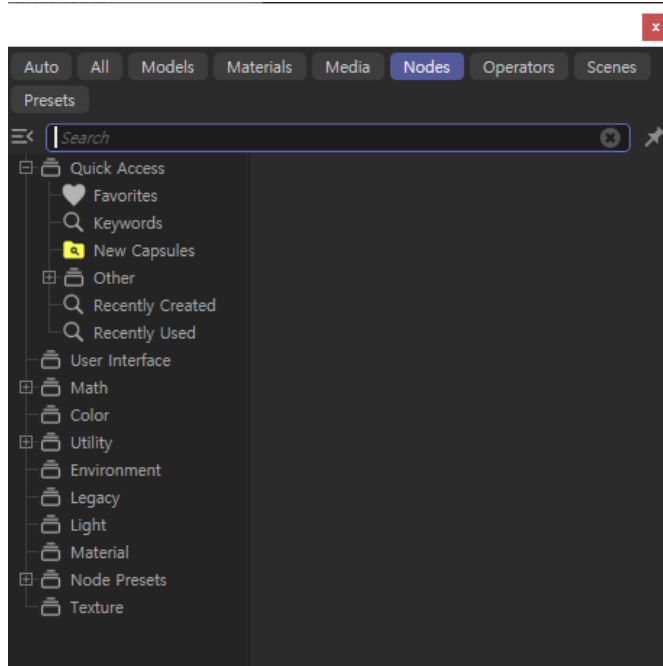 x
Auto All Models Materials Media Nodes Operators Scenes
Presets
Search
Quick Access
Favorites
Keywords
New Capsules
Other
Recently Created
Recently Used
User Interface
Math
Color
Utility
Environment
Legacy
Light
Material
Node Presets
Texture